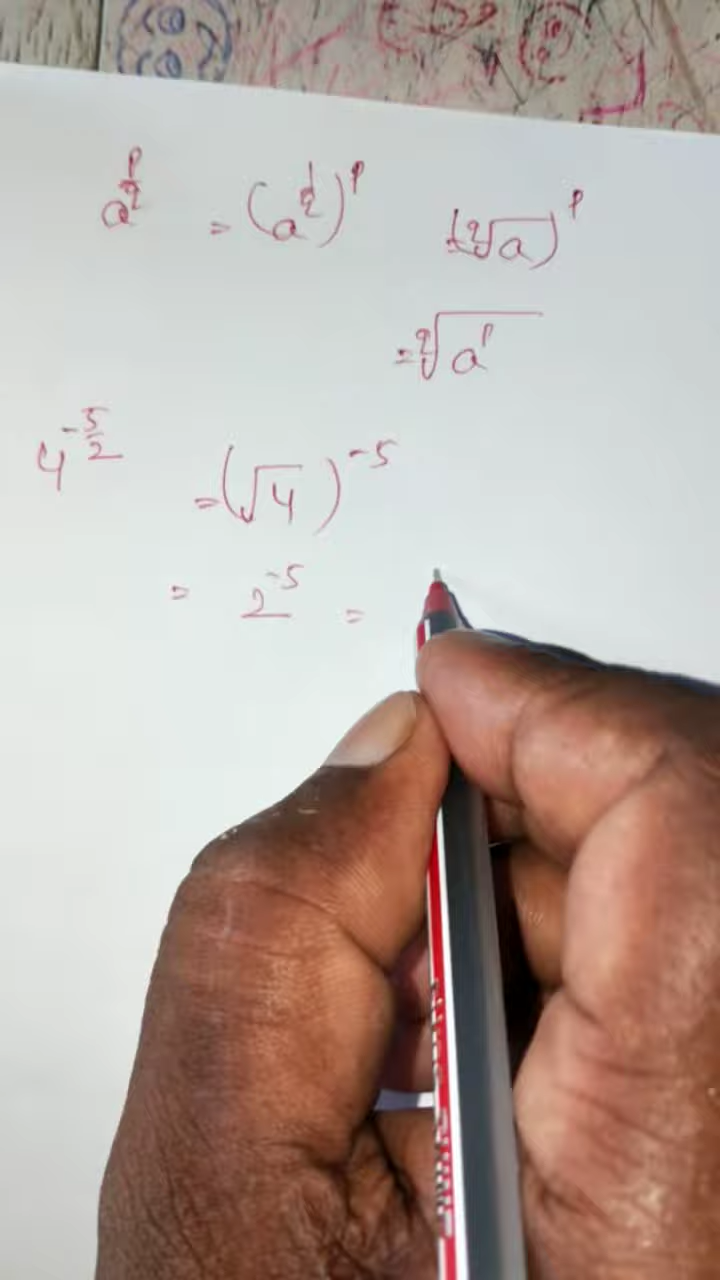 a^(p/q) = (a^(1/q))^p (q√a)^p
= q√a^p
4^(-5/2) = (√4)^-5
= 2^-5 =